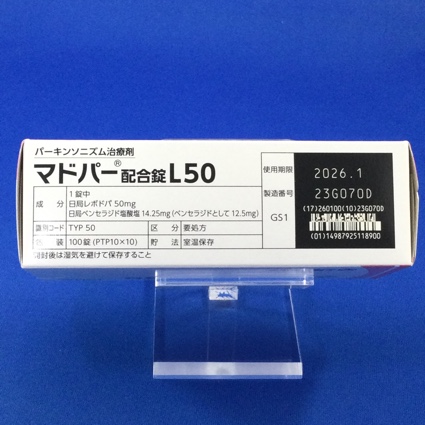 パーキンソニズム治療剤
マドパー®配合錠L50
成 分
1錠中
日局レボドパ 50mg
日局ベンセラジド塩酸塩 14.25mg (ベンセラジドとして 12.5mg)
識別コード TYP 50 区 分 要処方
包 装 100錠 (PTP10×10) 貯 法 室温保存
開封後は湿気を避けて保存すること
使用期限 2026.1
製造番号 23G070D
GS1
(17)260100(10)23G070D
(01)14987925118900